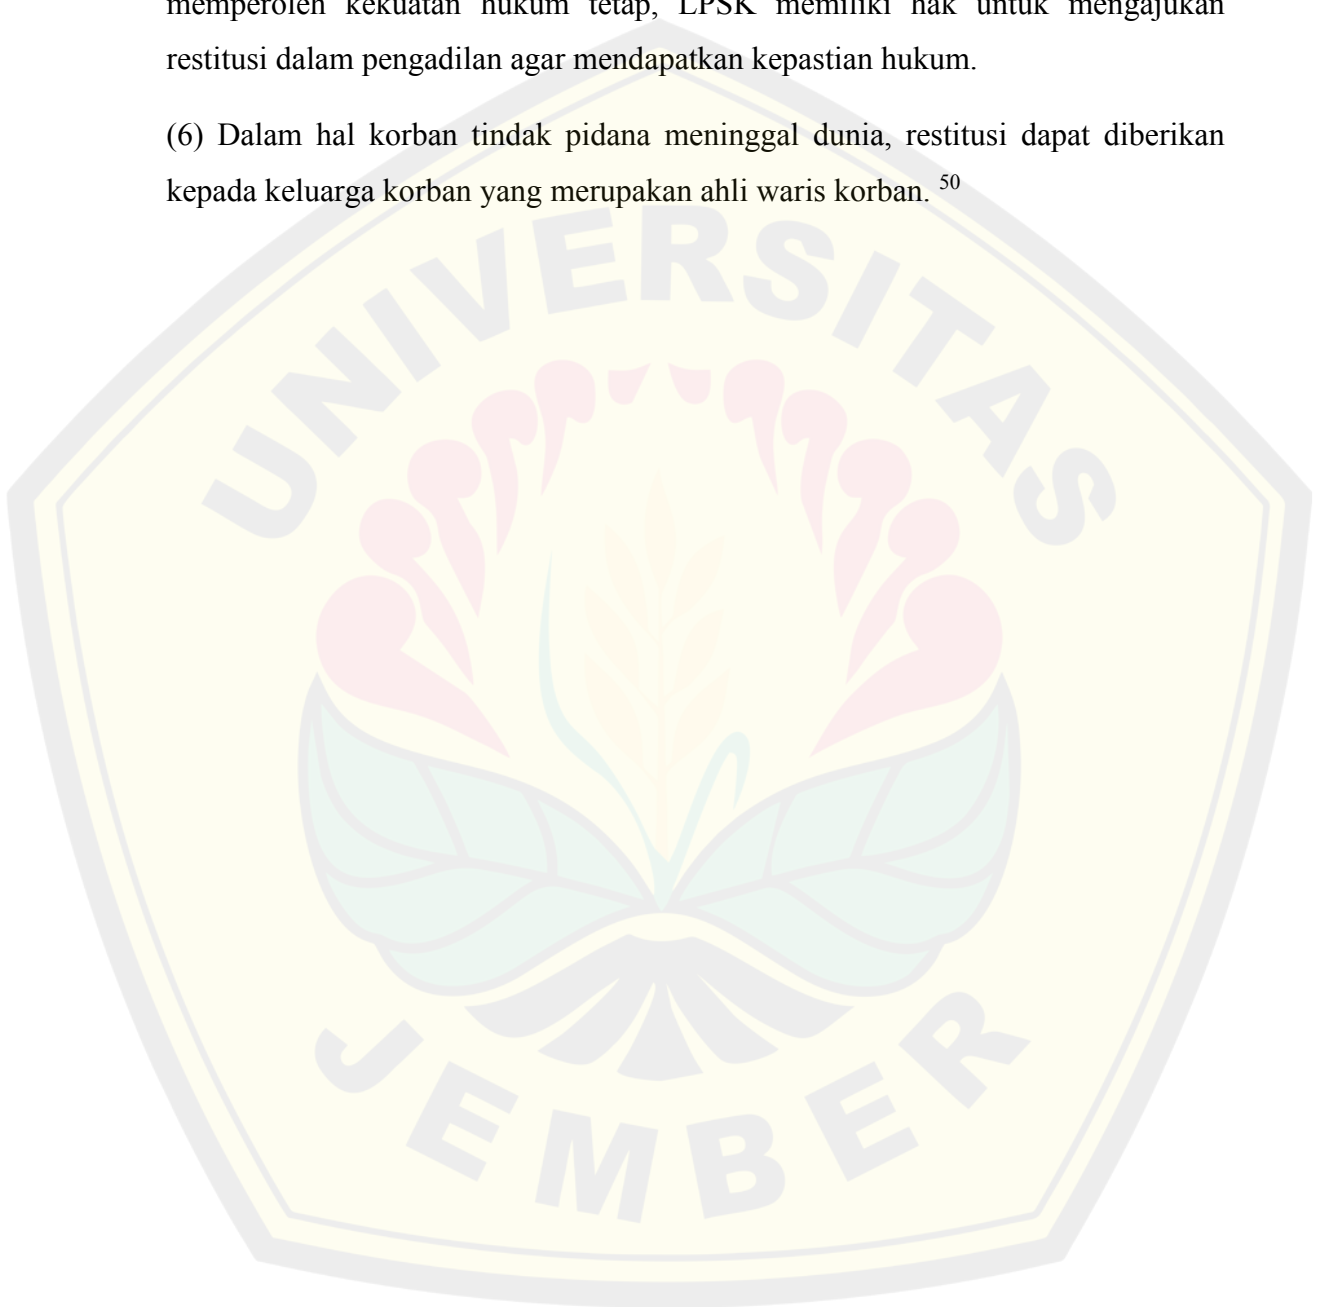 memperoleh kekuatan hukum tetap, LPSK memiliki hak untuk mengajukan
restitusi dalam pengadilan agar mendapatkan kepastian hukum.
(6) Dalam hal korban tindak pidana meninggal dunia, restitusi dapat diberikan
kepada keluarga korban yang merupakan ahli waris korban. 50
UNIVERSITAS
JEMBER